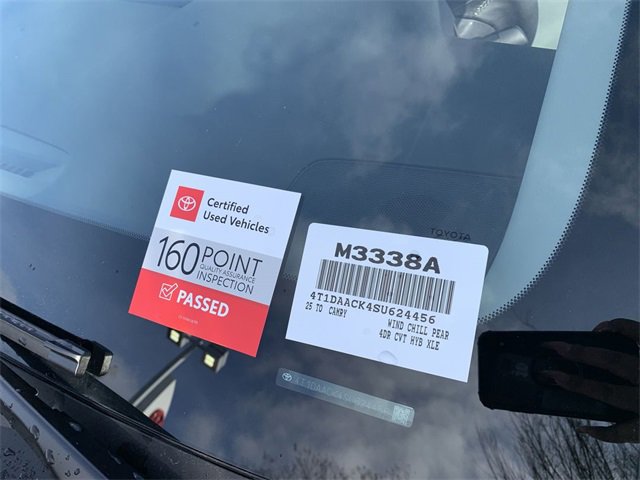 Certified
Used Vehicles
160 POINT
QUALITY ASSURANCE
INSPECTION
PASSED
TOYOTA
M3338A
4T1DAACK4SU624456
25 TO CAMRY
WIND CHILL PEAR
4DR CVT HYB XLE